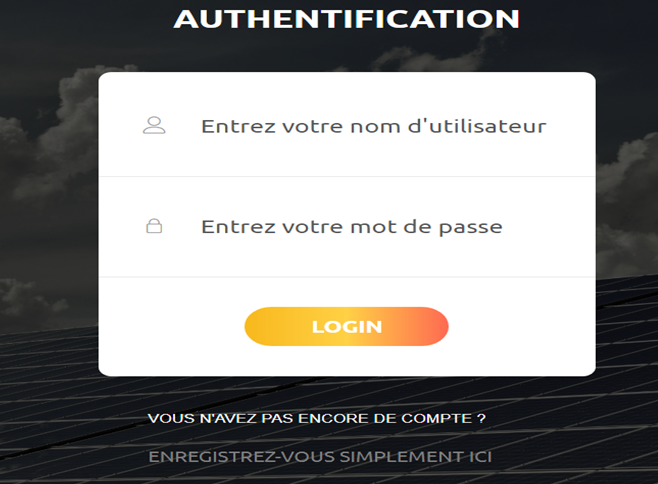 AUTHENTIFICATION
Entrez votre nom d'utilisateur
Entrez votre mot de passe
LOGIN
VOUS N'AVEZ PAS ENCORE DE COMPTE ?
ENREGISTREZ-VOUS SIMPLEMENT ICI